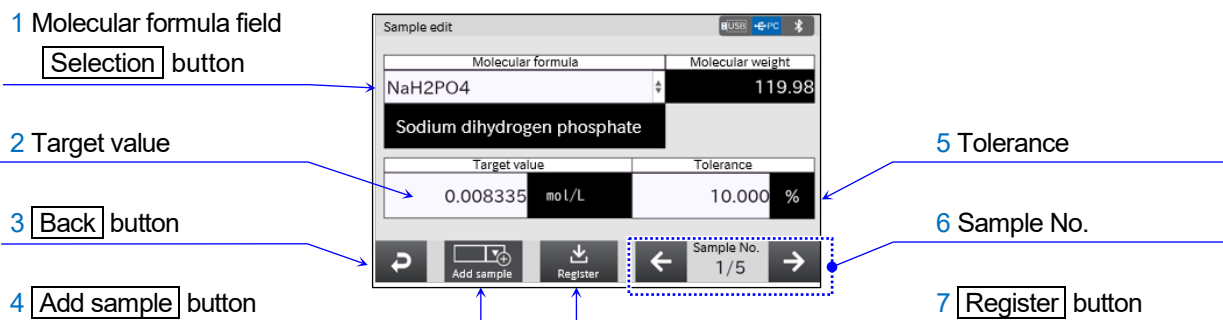 1 Molecular formula field
Selection button
2 Target value
3 Back button
4 Add sample button
Sample edit
USB PC
Molecular formula Molecular weight
NaH2PO4 119.98
Sodium dihydrogen phosphate
Target value Tolerance
0.008335 mol/L 10.000 %
Add sample Register Sample No.
1/5
5 Tolerance
6 Sample No.
7 Register button